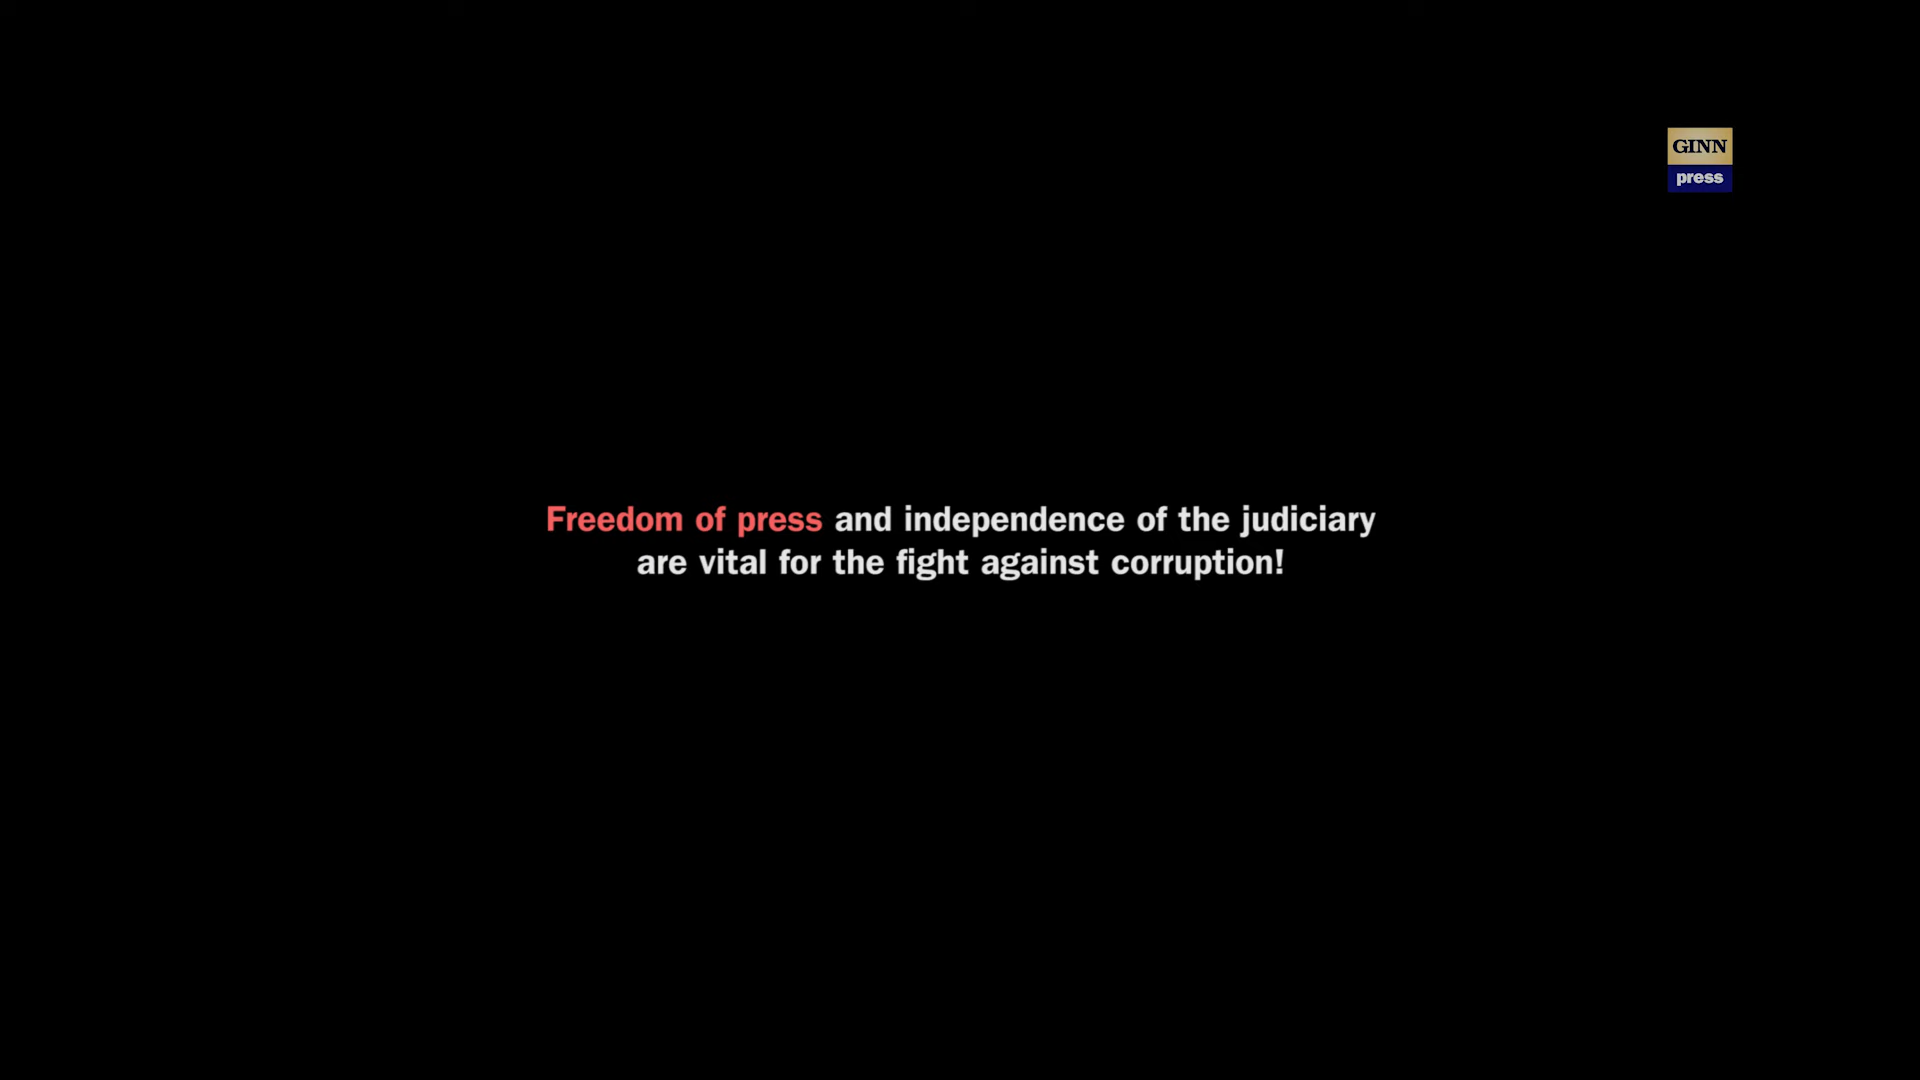 GINN
press
Freedom of press and independence of the judiciary
are vital for the fight against corruption!